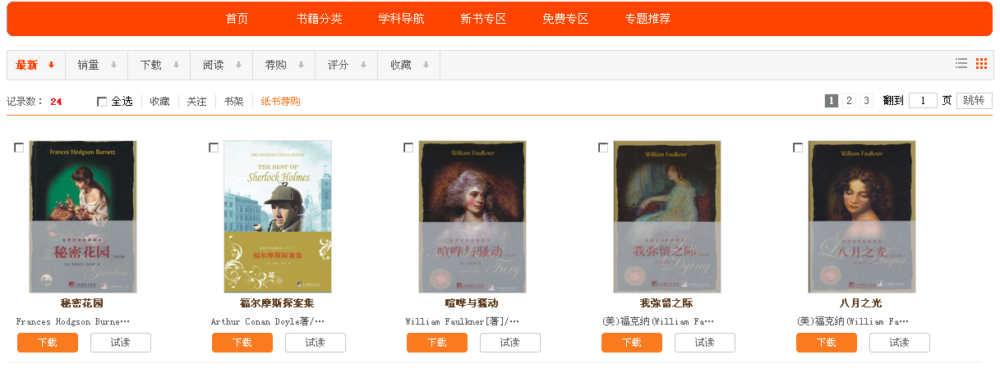 首页 书籍分类 学科导航 新书专区 免费专区 专题推荐
最新 销量 下载 阅读 荐购 评分 收藏
记录数： 24 全选 收藏 关注 书架 纸书荐购 1 2 3 翻到 1 页 跳转
Frances Hodgson Burnett
秘密花园
Garden
SIR ARTHUR CONAN DOYLE
THE BEST OF
Sherlock Holmes
福尔摩斯探案集
William Faulkner
喧哗与骚动
Fury
William Faulkner
我弥留之际
Dying
William Faulkner
八月之光
August
秘密花园 福尔摩斯探案集 喧哗与骚动 我弥留之际 八月之光
Frances Hodgson Burne… Arthur Conan Doyle著/… William Faulkner[著]/… (美)福克纳(William Fa… (美)福克纳(William Fa…
下载 试读 下载 试读 下载 试读 下载 试读 下载 试读